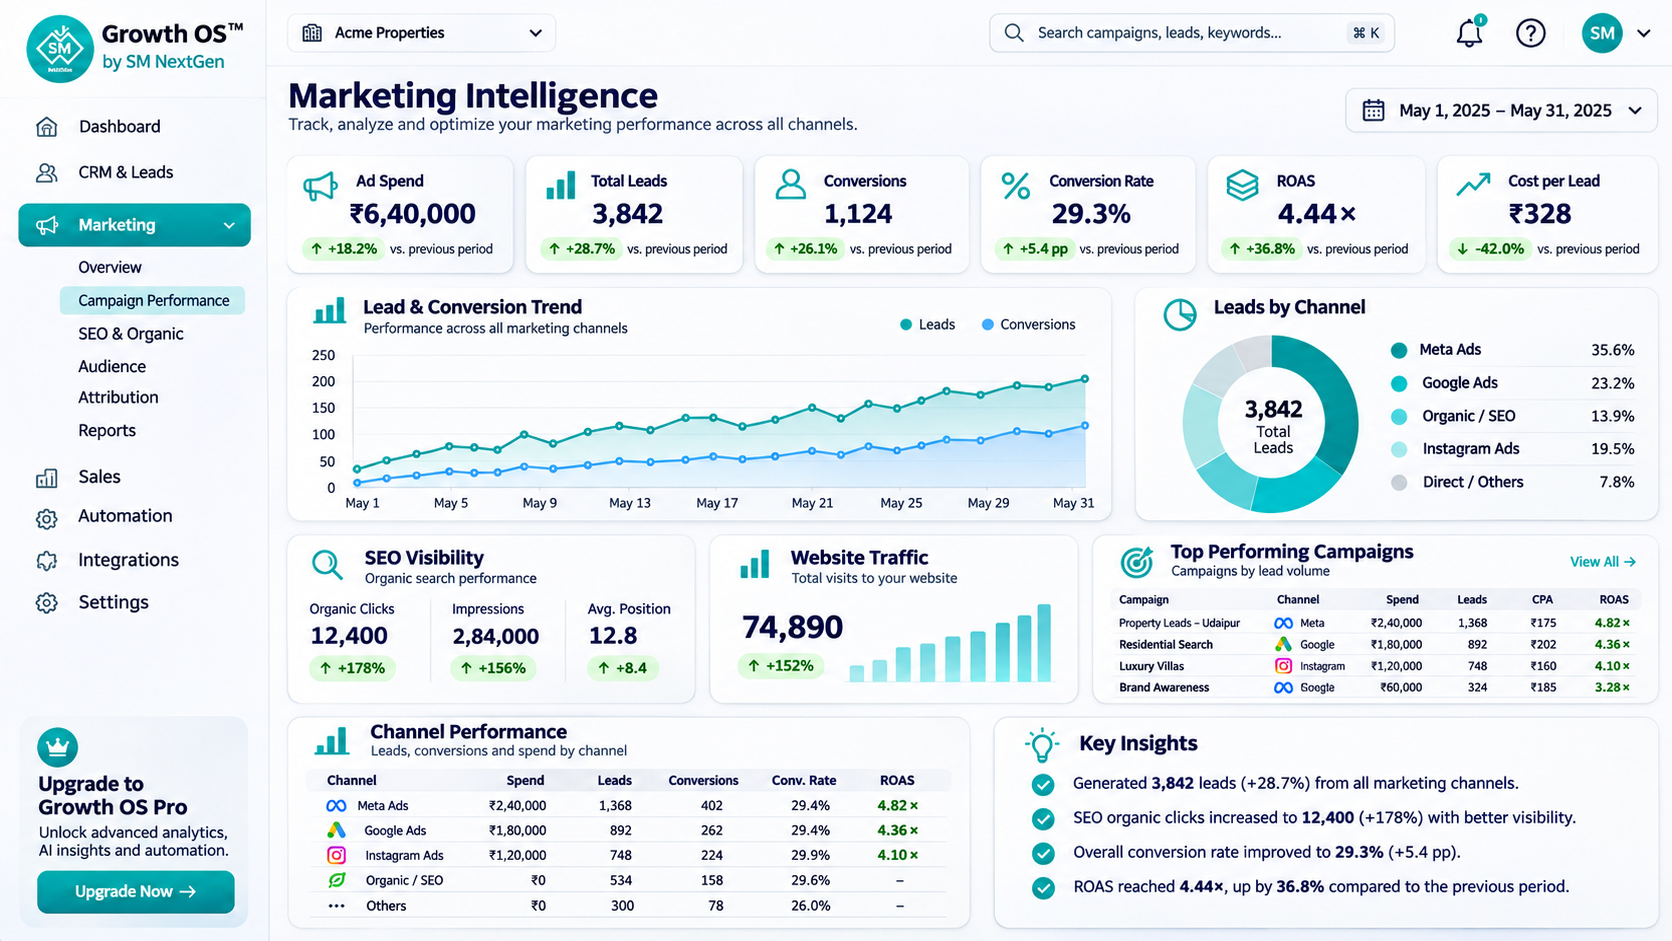 SM
Growth OS™
by SM NextGen
Acme Properties
Search campaigns, leads, keywords...
⌘ K
SM
Dashboard
CRM & Leads
Marketing
Overview
Campaign Performance
SEO & Organic
Audience
Attribution
Reports
Sales
Automation
Integrations
Settings
Upgrade to
Growth OS Pro
Unlock advanced analytics,
AI insights and automation.
Upgrade Now →
Marketing Intelligence
Track, analyze and optimize your marketing performance across all channels.
May 1, 2025 – May 31, 2025
Ad Spend
₹6,40,000
↑ +18.2% vs. previous period
Total Leads
3,842
↑ +28.7% vs. previous period
Conversions
1,124
↑ +26.1% vs. previous period
Conversion Rate
29.3%
↑ +5.4 pp vs. previous period
ROAS
4.44×
↑ +36.8% vs. previous period
Cost per Lead
₹328
↓ -42.0% vs. previous period
Lead & Conversion Trend
Performance across all marketing channels
Leads Conversions
250
200
150
100
50
0
May 1 May 5 May 9 May 13 May 17 May 21 May 25 May 29 May 31
Leads by Channel
3,842
Total
Leads
Meta Ads 35.6%
Google Ads 23.2%
Organic / SEO 13.9%
Instagram Ads 19.5%
Direct / Others 7.8%
SEO Visibility
Organic search performance
Organic Clicks Impressions Avg. Position
12,400 2,84,000 12.8
↑ +178% ↑ +156% ↑ +8.4
Website Traffic
Total visits to your website
74,890
↑ +152%
Top Performing Campaigns
Campaigns by lead volume
View All →
Campaign Channel Spend Leads CPA ROAS
Property Leads – Udaipur Meta ₹2,40,000 1,368 ₹175 4.82×
Residential Search Google ₹1,80,000 892 ₹202 4.36×
Luxury Villas Instagram ₹1,20,000 748 ₹160 4.10×
Brand Awareness Google ₹60,000 324 ₹185 3.28×
Channel Performance
Leads, conversions and spend by channel
Channel Spend Leads Conversions Conv. Rate ROAS
Meta Ads ₹2,40,000 1,368 402 29.4% 4.82×
Google Ads ₹1,80,000 892 262 29.4% 4.36×
Instagram Ads ₹1,20,000 748 224 29.9% 4.10×
Organic / SEO ₹0 534 158 29.6% –
Others ₹0 300 78 26.0% –
Key Insights
Generated 3,842 leads (+28.7%) from all marketing channels.
SEO organic clicks increased to 12,400 (+178%) with better visibility.
Overall conversion rate improved to 29.3% (+5.4 pp).
ROAS reached 4.44×, up by 36.8% compared to the previous period.